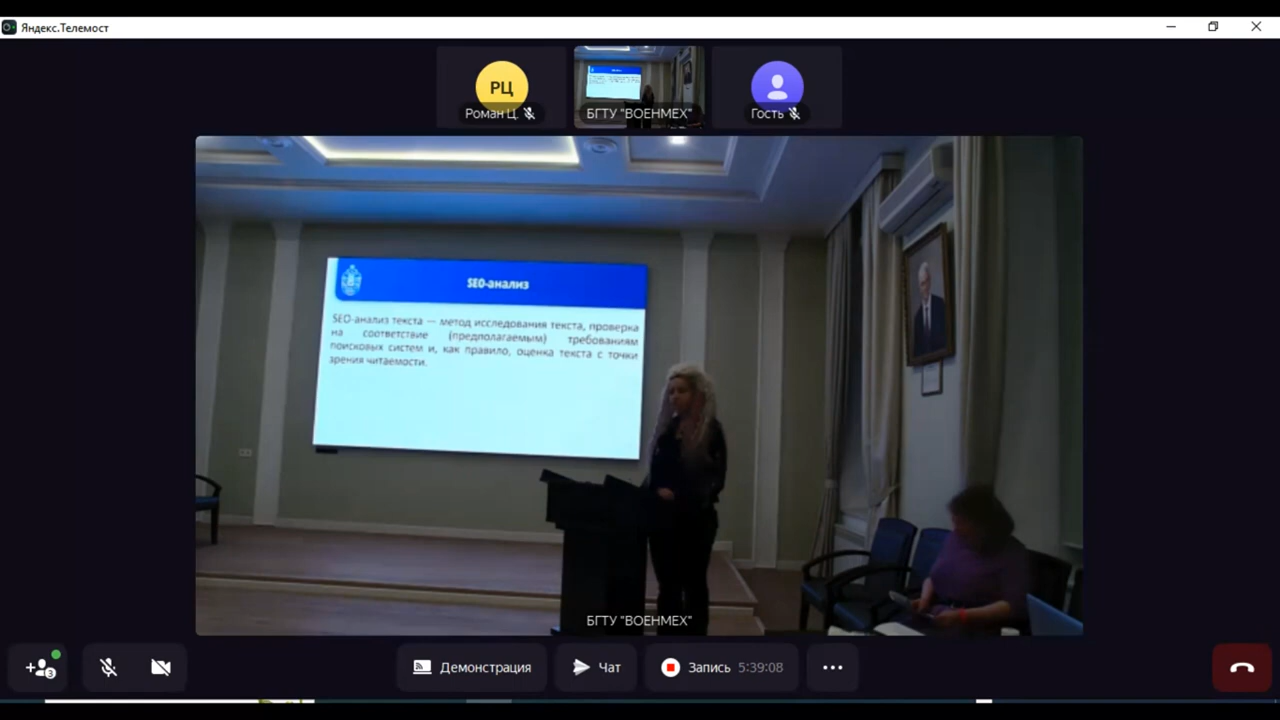 Яндекс.Телемост
РЦ
Роман Ц.
БГТУ "ВОЕНМЕХ"
Гость
SEO-анализ
SEO-анализ текста — метод исследования текста, проверка
на соответствие (предполагаемым) требованиям
поисковых систем и, как правило, оценка текста с точки
зрения читаемости.
БГТУ "ВОЕНМЕХ"
3
Демонстрация
Чат
Запись 5:39:08